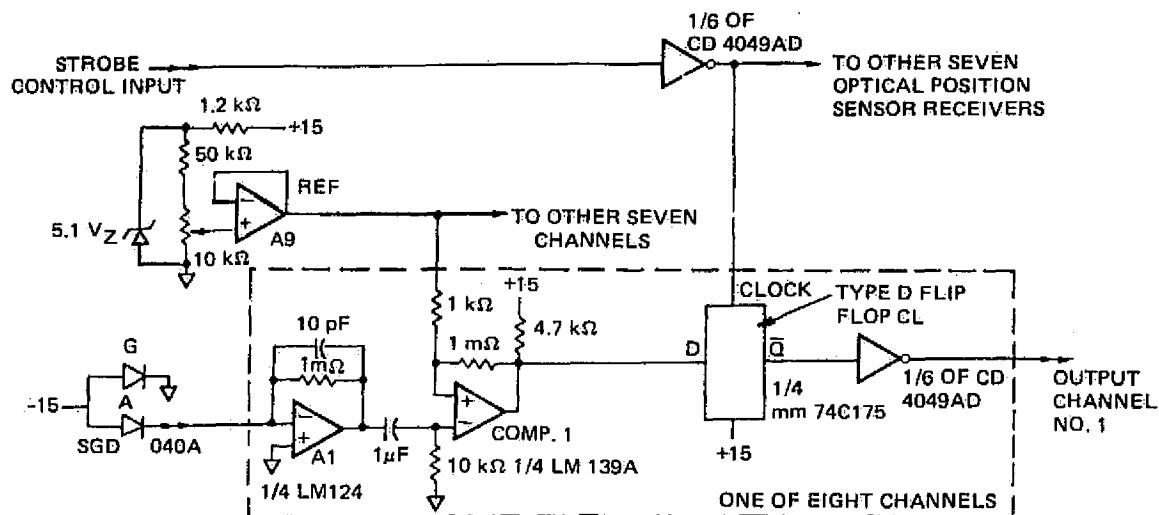 1/6 OF
CD 4049AD
STROBE
CONTROL INPUT
TO OTHER SEVEN
OPTICAL POSITION
SENSOR RECEIVERS
1.2 kΩ
+15
50 kΩ
REF
5.1 VZ
10 kΩ
A9
TO OTHER SEVEN
CHANNELS
+15
CLOCK
TYPE D FLIP
FLOP CL
1 kΩ
4.7 kΩ
10 pF
1mΩ
1 mΩ
D
Q̅
G
A
-15
SGD 040A
A1
1μF
COMP. 1
10 kΩ 1/4 LM 139A
1/4 LM124
1/4
mm 74C175
+15
1/6 OF CD
4049AD
OUTPUT
CHANNEL
NO. 1
ONE OF EIGHT CHANNELS